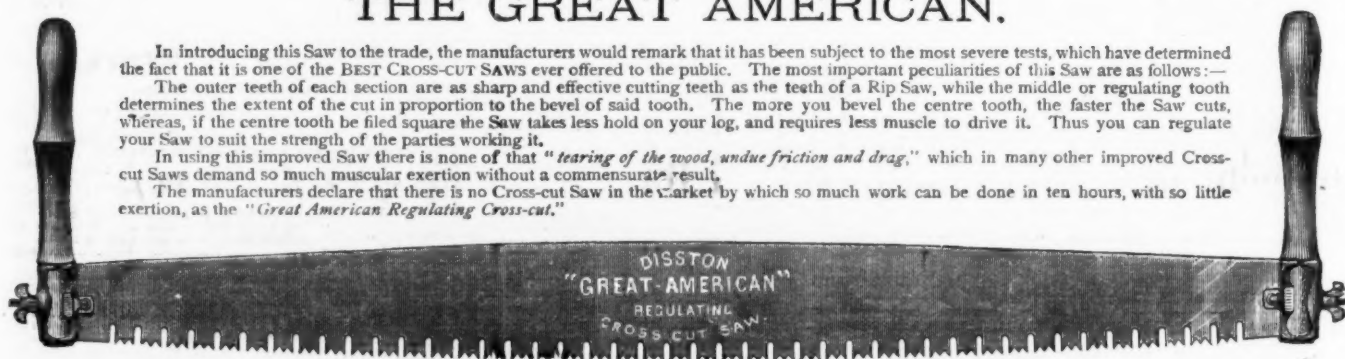 THE GREAT AMERICAN.
In introducing this Saw to the trade, the manufacturers would remark that it has been subject to the most severe tests, which have determined
the fact that it is one of the BEST CROSS-CUT SAWS ever offered to the public. The most important peculiarities of this Saw are as follows:—
The outer teeth of each section are as sharp and effective cutting teeth as the teeth of a Rip Saw, while the middle or regulating tooth
determines the extent of the cut in proportion to the bevel of said tooth. The more you bevel the centre tooth, the faster the Saw cuts,
whereas, if the centre tooth be filed square the Saw takes less hold on your log, and requires less muscle to drive it. Thus you can regulate
your Saw to suit the strength of the parties working it.
In using this improved Saw there is none of that "tearing of the wood, undue friction and drag," which in many other improved Cross-
cut Saws demand so much muscular exertion without a commensurate result.
The manufacturers declare that there is no Cross-cut Saw in the market by which so much work can be done in ten hours, with so little
exertion, as the "Great American Regulating Cross-cut."
DISSTON
"GREAT-AMERICAN"
REGULATING
CROSS CUT SAW.